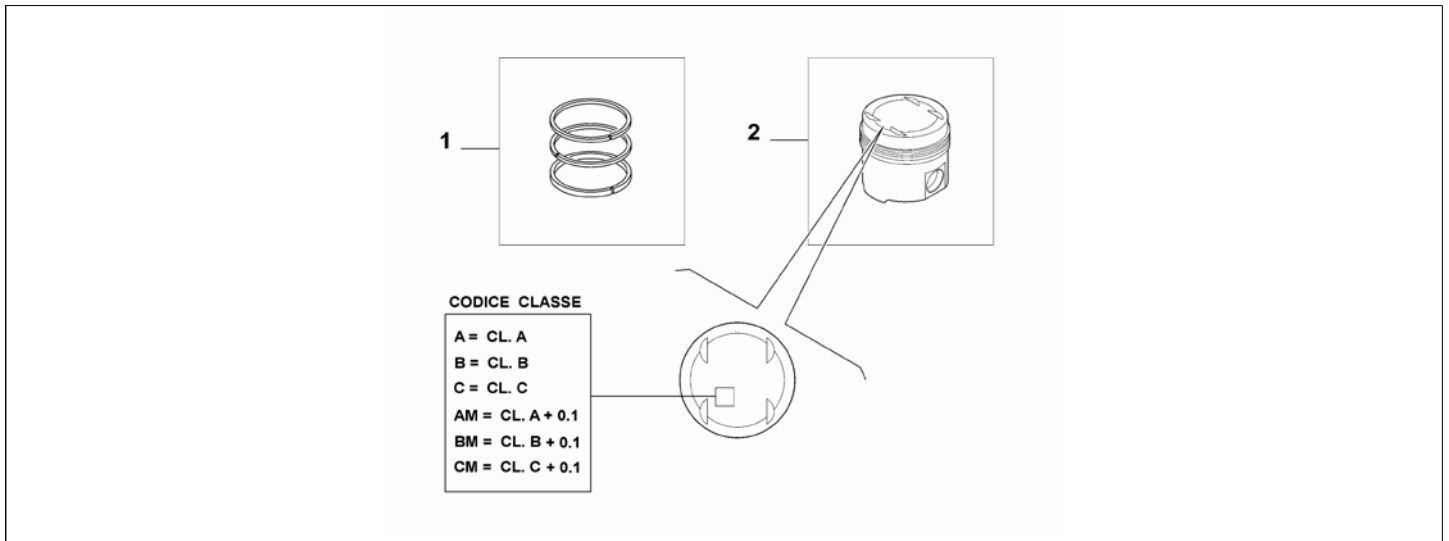 1
2
CODICE CLASSE
A = CL. A
B = CL. B
C = CL. C
AM = CL. A + 0.1
BM = CL. B + 0.1
CM = CL. C + 0.1